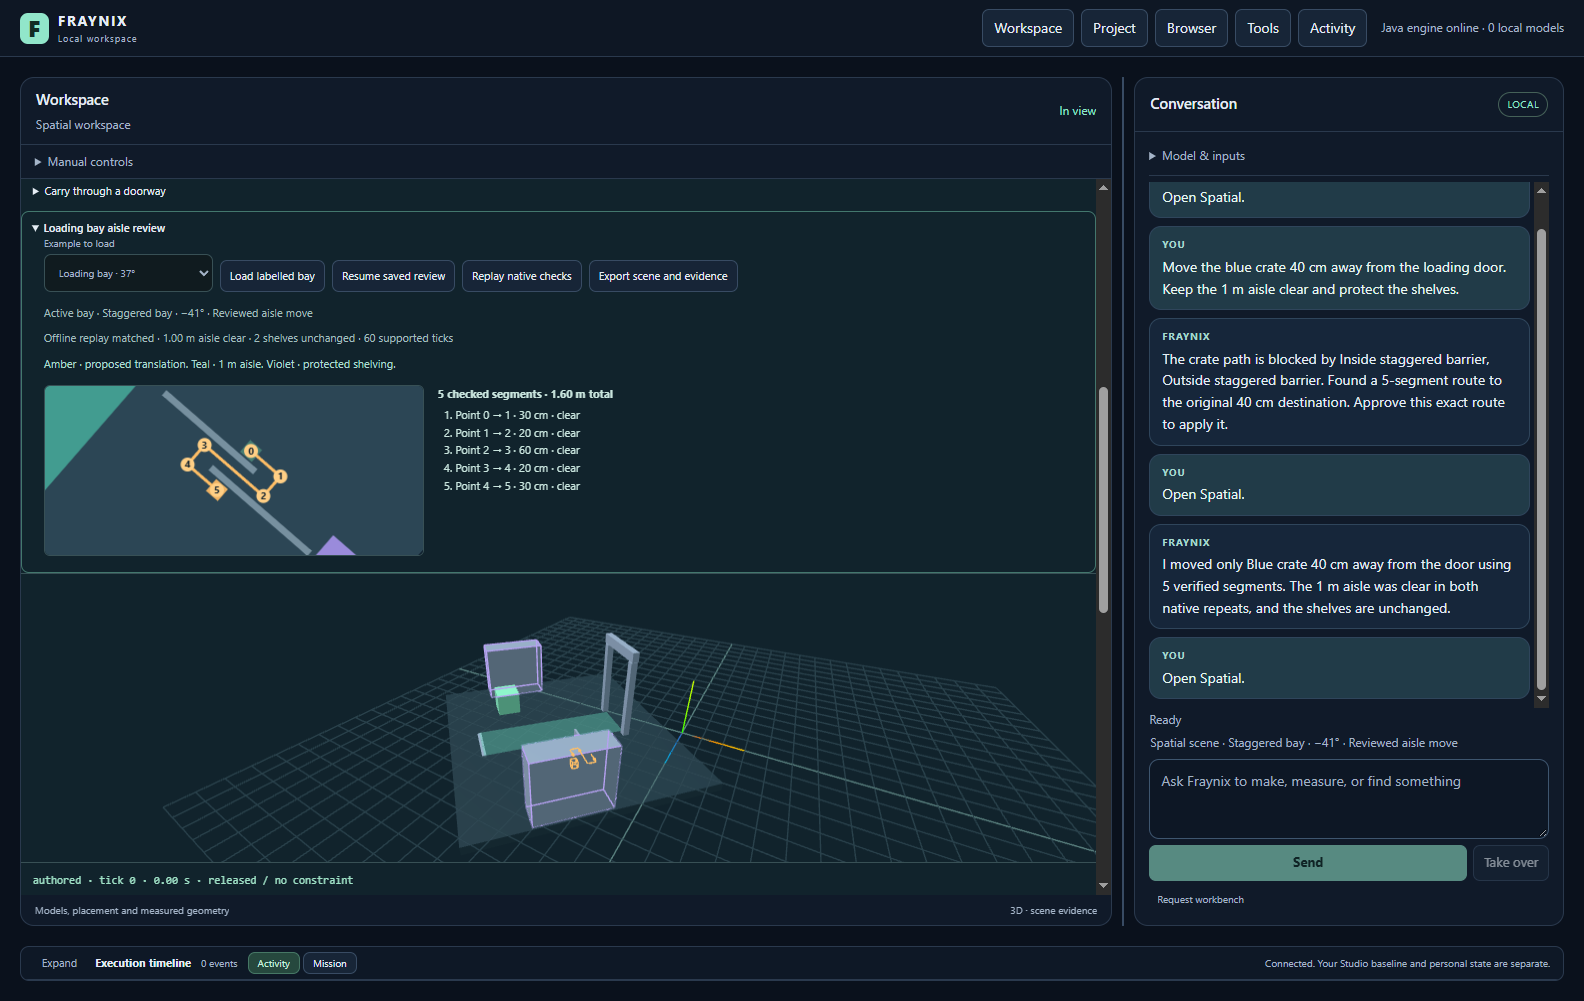 F
FRAYNIX
Local workspace
Workspace
Project
Browser
Tools
Activity
Java engine online · 0 local models
Workspace
Spatial workspace
In view
▶ Manual controls
▶ Carry through a doorway
▼ Loading bay aisle review
Example to load
Loading bay · 37°
Load labelled bay
Resume saved review
Replay native checks
Export scene and evidence
Active bay · Staggered bay · −41° · Reviewed aisle move
Offline replay matched · 1.00 m aisle clear · 2 shelves unchanged · 60 supported ticks
Amber · proposed translation. Teal · 1 m aisle. Violet · protected shelving.
3
0
4
1
5
2
5 checked segments · 1.60 m total
1. Point 0 → 1 · 30 cm · clear
2. Point 1 → 2 · 20 cm · clear
3. Point 2 → 3 · 60 cm · clear
4. Point 3 → 4 · 20 cm · clear
5. Point 4 → 5 · 30 cm · clear
authored · tick 0 · 0.00 s · released / no constraint
Models, placement and measured geometry
3D · scene evidence
Conversation
LOCAL
▶ Model & inputs
Open Spatial.
YOU
Move the blue crate 40 cm away from the loading door.
Keep the 1 m aisle clear and protect the shelves.
FRAYNIX
The crate path is blocked by Inside staggered barrier,
Outside staggered barrier. Found a 5-segment route to
the original 40 cm destination. Approve this exact route
to apply it.
YOU
Open Spatial.
FRAYNIX
I moved only Blue crate 40 cm away from the door using
5 verified segments. The 1 m aisle was clear in both
native repeats, and the shelves are unchanged.
YOU
Open Spatial.
Ready
Spatial scene · Staggered bay · −41° · Reviewed aisle move
Ask Fraynix to make, measure, or find something
Send
Take over
Request workbench
Expand
Execution timeline
0 events
Activity
Mission
Connected. Your Studio baseline and personal state are separate.